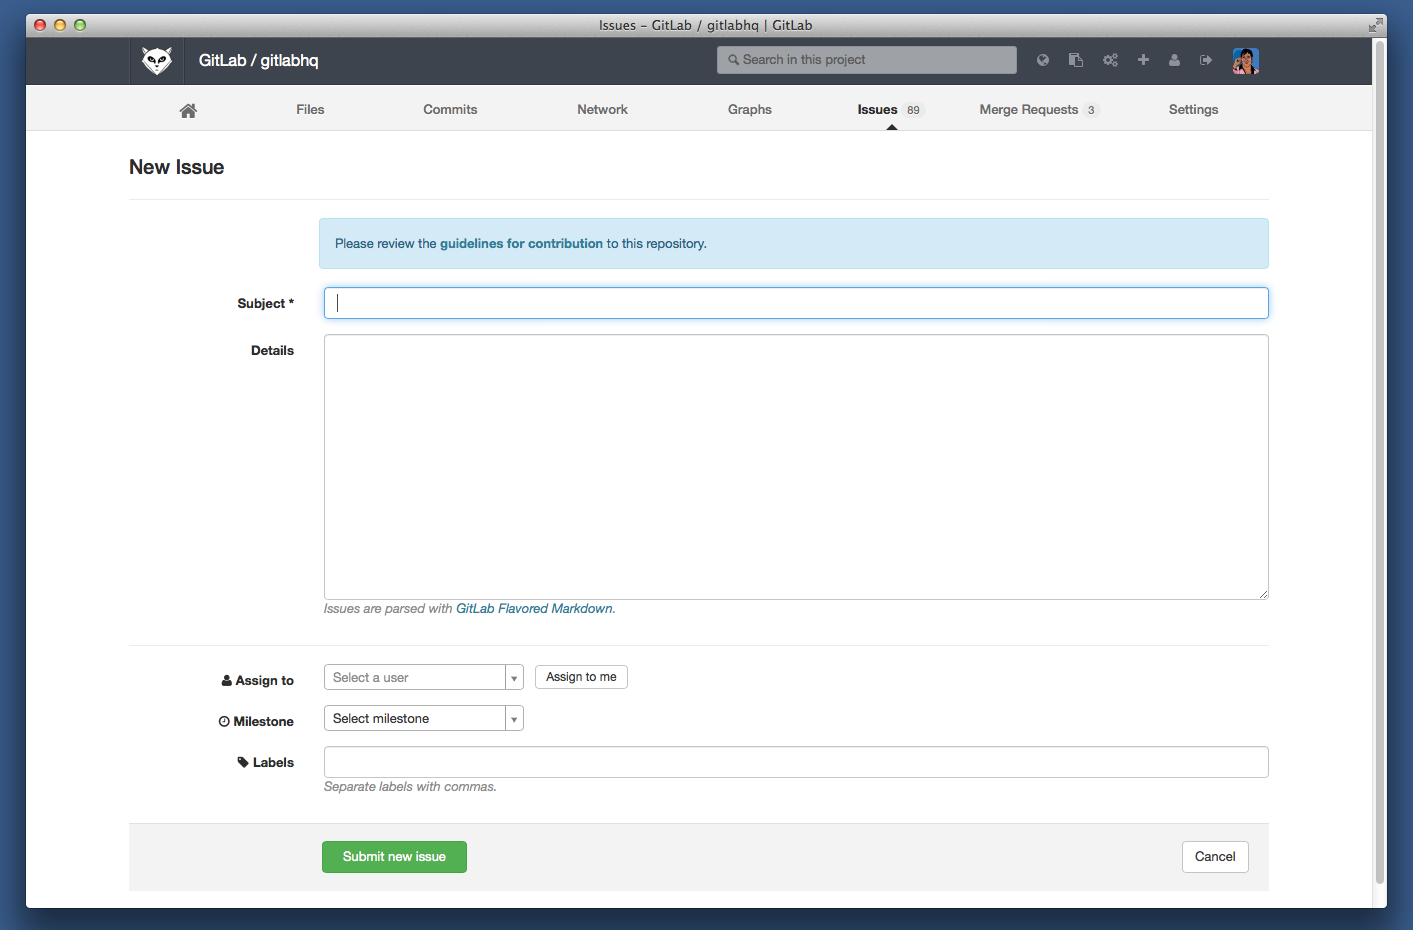 Issues – GitLab / gitlabhq | GitLab
GitLab / gitlabhq
Search in this project
Files Commits Network Graphs Issues 89 Merge Requests 3 Settings
New Issue
Please review the guidelines for contribution to this repository.
Subject *
Details
Issues are parsed with GitLab Flavored Markdown.
Assign to Select a user Assign to me
Milestone Select milestone
Labels
Separate labels with commas.
Submit new issue Cancel